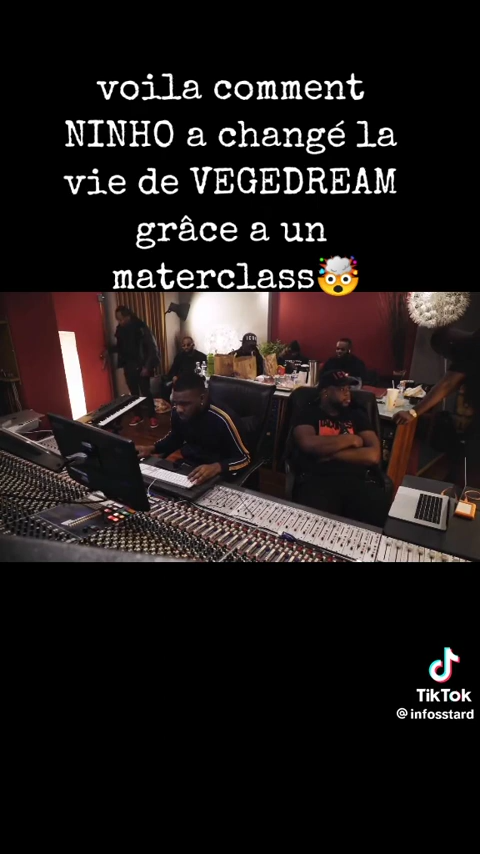 voila comment
NINHO a changé la
vie de VEGEDREAM
grâce a un
materclass🤯
TikTok
@infosstard